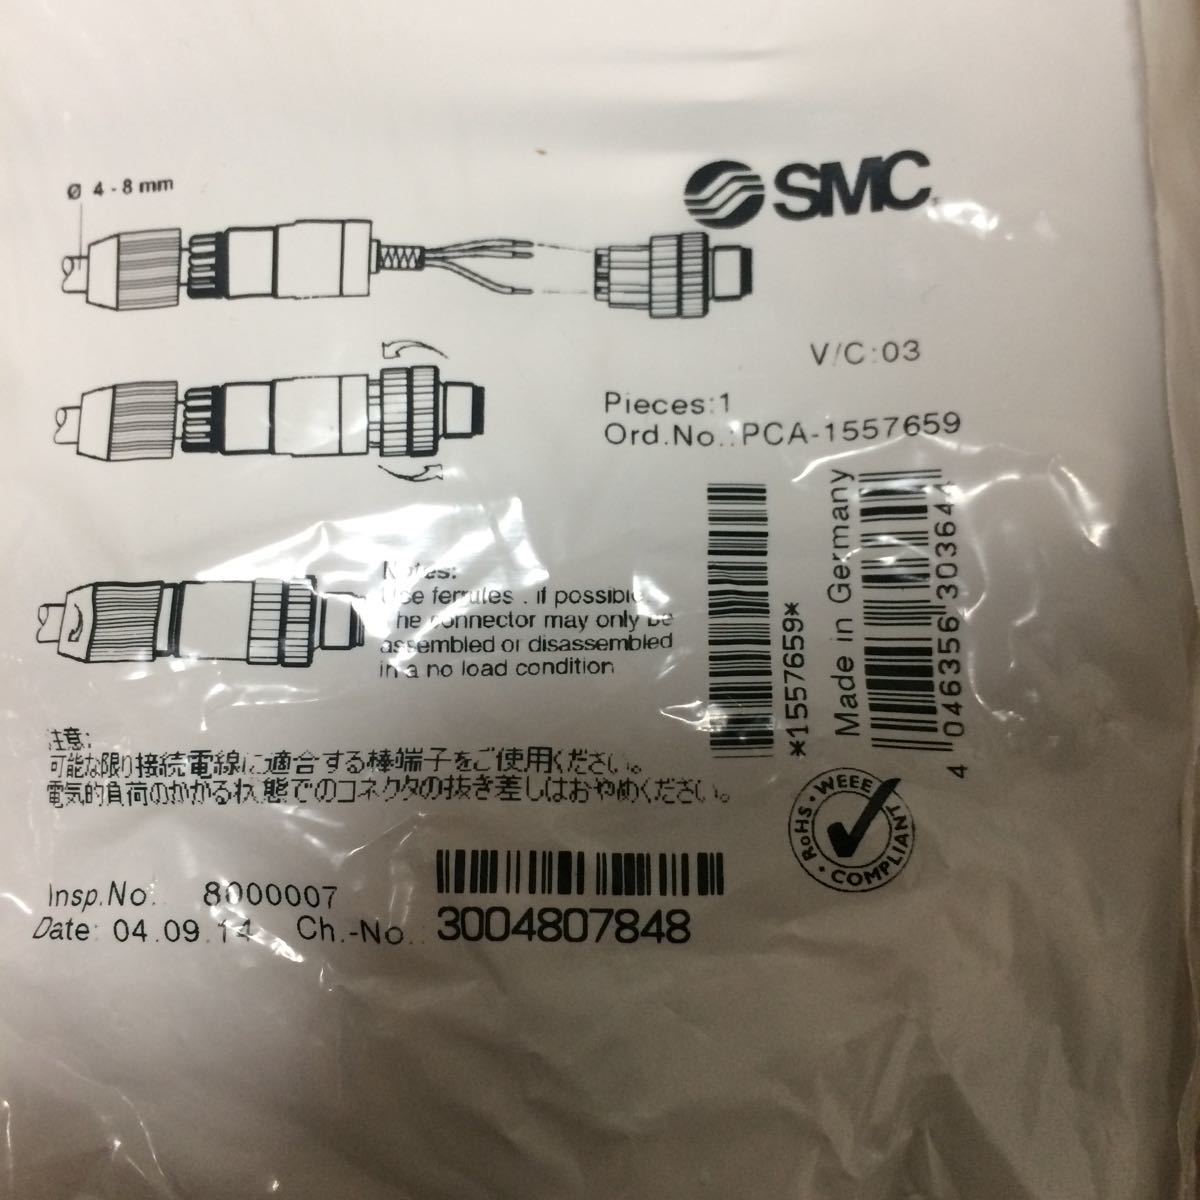 Ø 4 - 8 mm
SMC
V/C:03
Pieces:1
Ord.No.:PCA-1557659
*1557659*
Made in Germany
Notes:
Use ferrules . if possible.
The connector may only be
assembled or disassembled
in a no load condition
注意:
可能な限り接続電線に適合する棒端子をご使用ください。
電気的負荷のかかる状態でのコネクタの抜き差しはおやめください。
RoHS · WEEE
· COMPLIANT
Insp.No.: 8000007
Date: 04.09.14 Ch.-No.: 3004807848